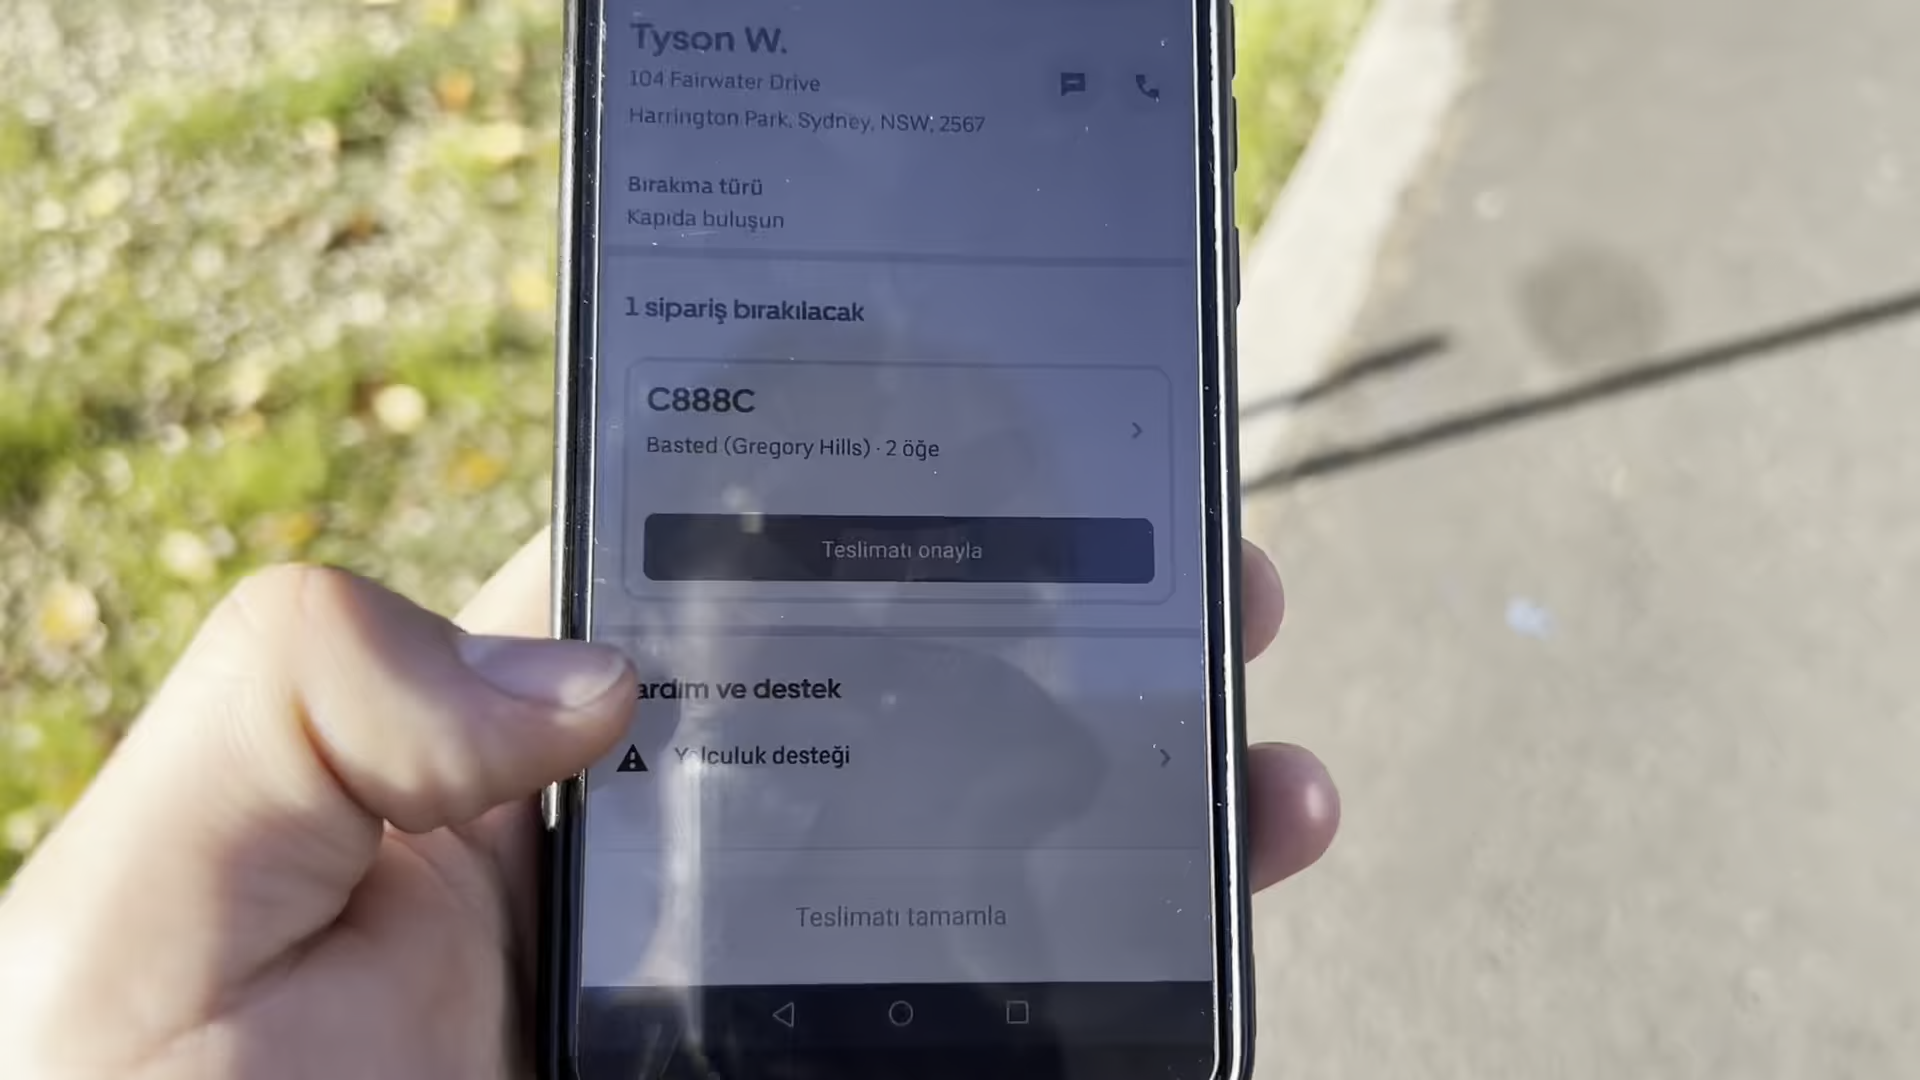 Tyson W.
104 Fairwater Drive
Harrington Park, Sydney, NSW, 2567
Bırakma türü
Kapıda buluşun
1 sipariş bırakılacak
C888C
Basted (Gregory Hills) · 2 öğe
Teslimatı onayla
ardım ve destek
Yolculuk desteği
Teslimatı tamamla